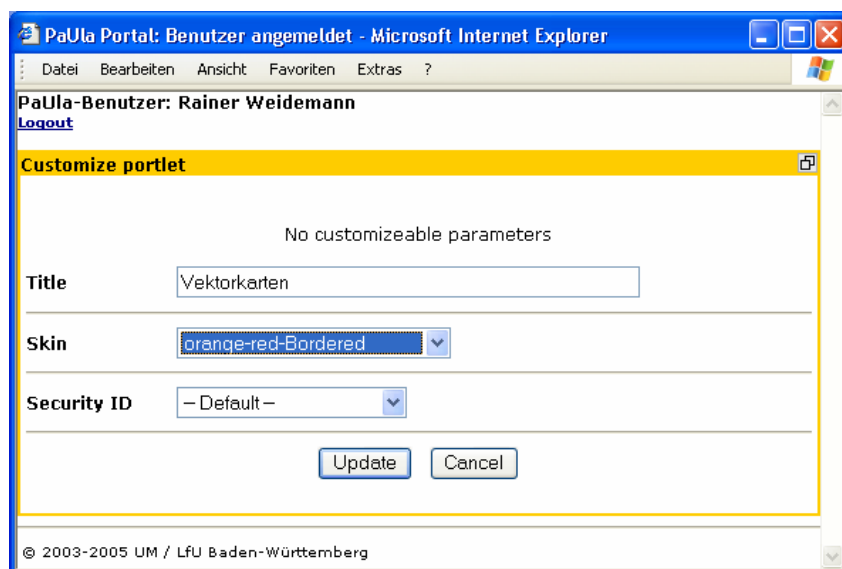 PaUla Portal: Benutzer angemeldet - Microsoft Internet Explorer
Datei Bearbeiten Ansicht Favoriten Extras ?
PaUla-Benutzer: Rainer Weidemann
Logout
Customize portlet
No customizeable parameters
Title Vektorkarten
Skin orange-red-Bordered
Security ID – Default –
Update Cancel
© 2003-2005 UM / LfU Baden-Württemberg